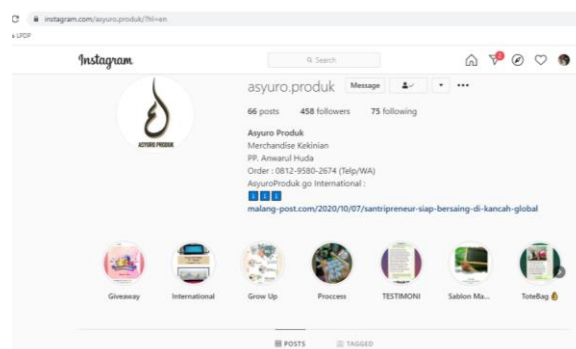 instagram.com/asyuro.produk/?hl=en
LPDP
Instagram
Search
asyuro.produk Message
66 posts 458 followers 75 following
Asyuro Produk
Merchandise Kekinian
PP. Anwarul Huda
Order : 0812-9580-2674 (Telp/WA)
AsyuroProduk go International :
malang-post.com/2020/10/07/santripreneur-siap-bersaing-di-kancah-global
ASYURO PRODUK
Giveaway International Grow Up Proccess TESTIMONI Sablon Ma... ToteBag
POSTS TAGGED